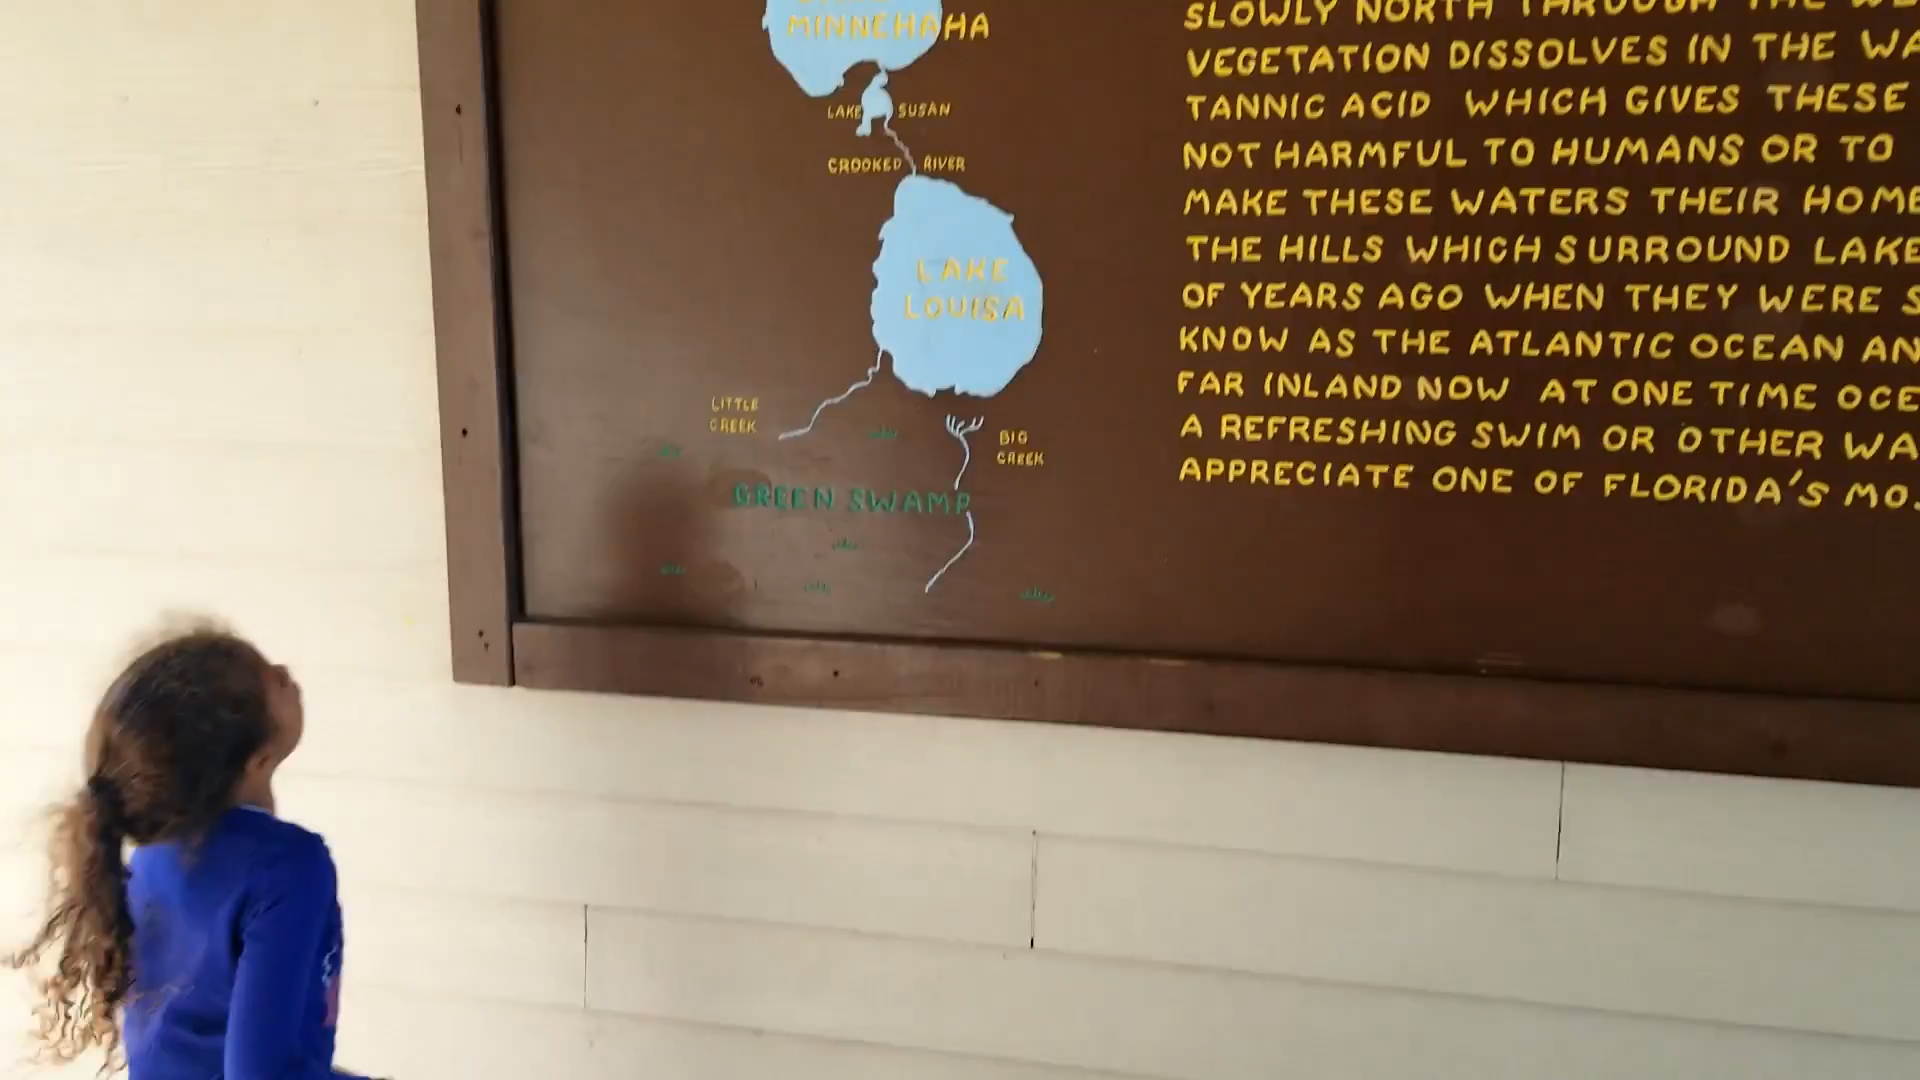 MINNEHAHA
LAKE SUSAN
CROOKED RIVER
LAKE
LOUISA
LITTLE
CREEK
BIG
CREEK
GREEN SWAMP
SLOWLY NORTH THROUGH THE
VEGETATION DISSOLVES IN THE
TANNIC ACID WHICH GIVES THESE
NOT HARMFUL TO HUMANS OR TO
MAKE THESE WATERS THEIR HOME
THE HILLS WHICH SURROUND LAKE
OF YEARS AGO WHEN THEY WERE
KNOW AS THE ATLANTIC OCEAN
FAR INLAND NOW AT ONE TIME
A REFRESHING SWIM OR OTHER
APPRECIATE ONE OF FLORIDA'S